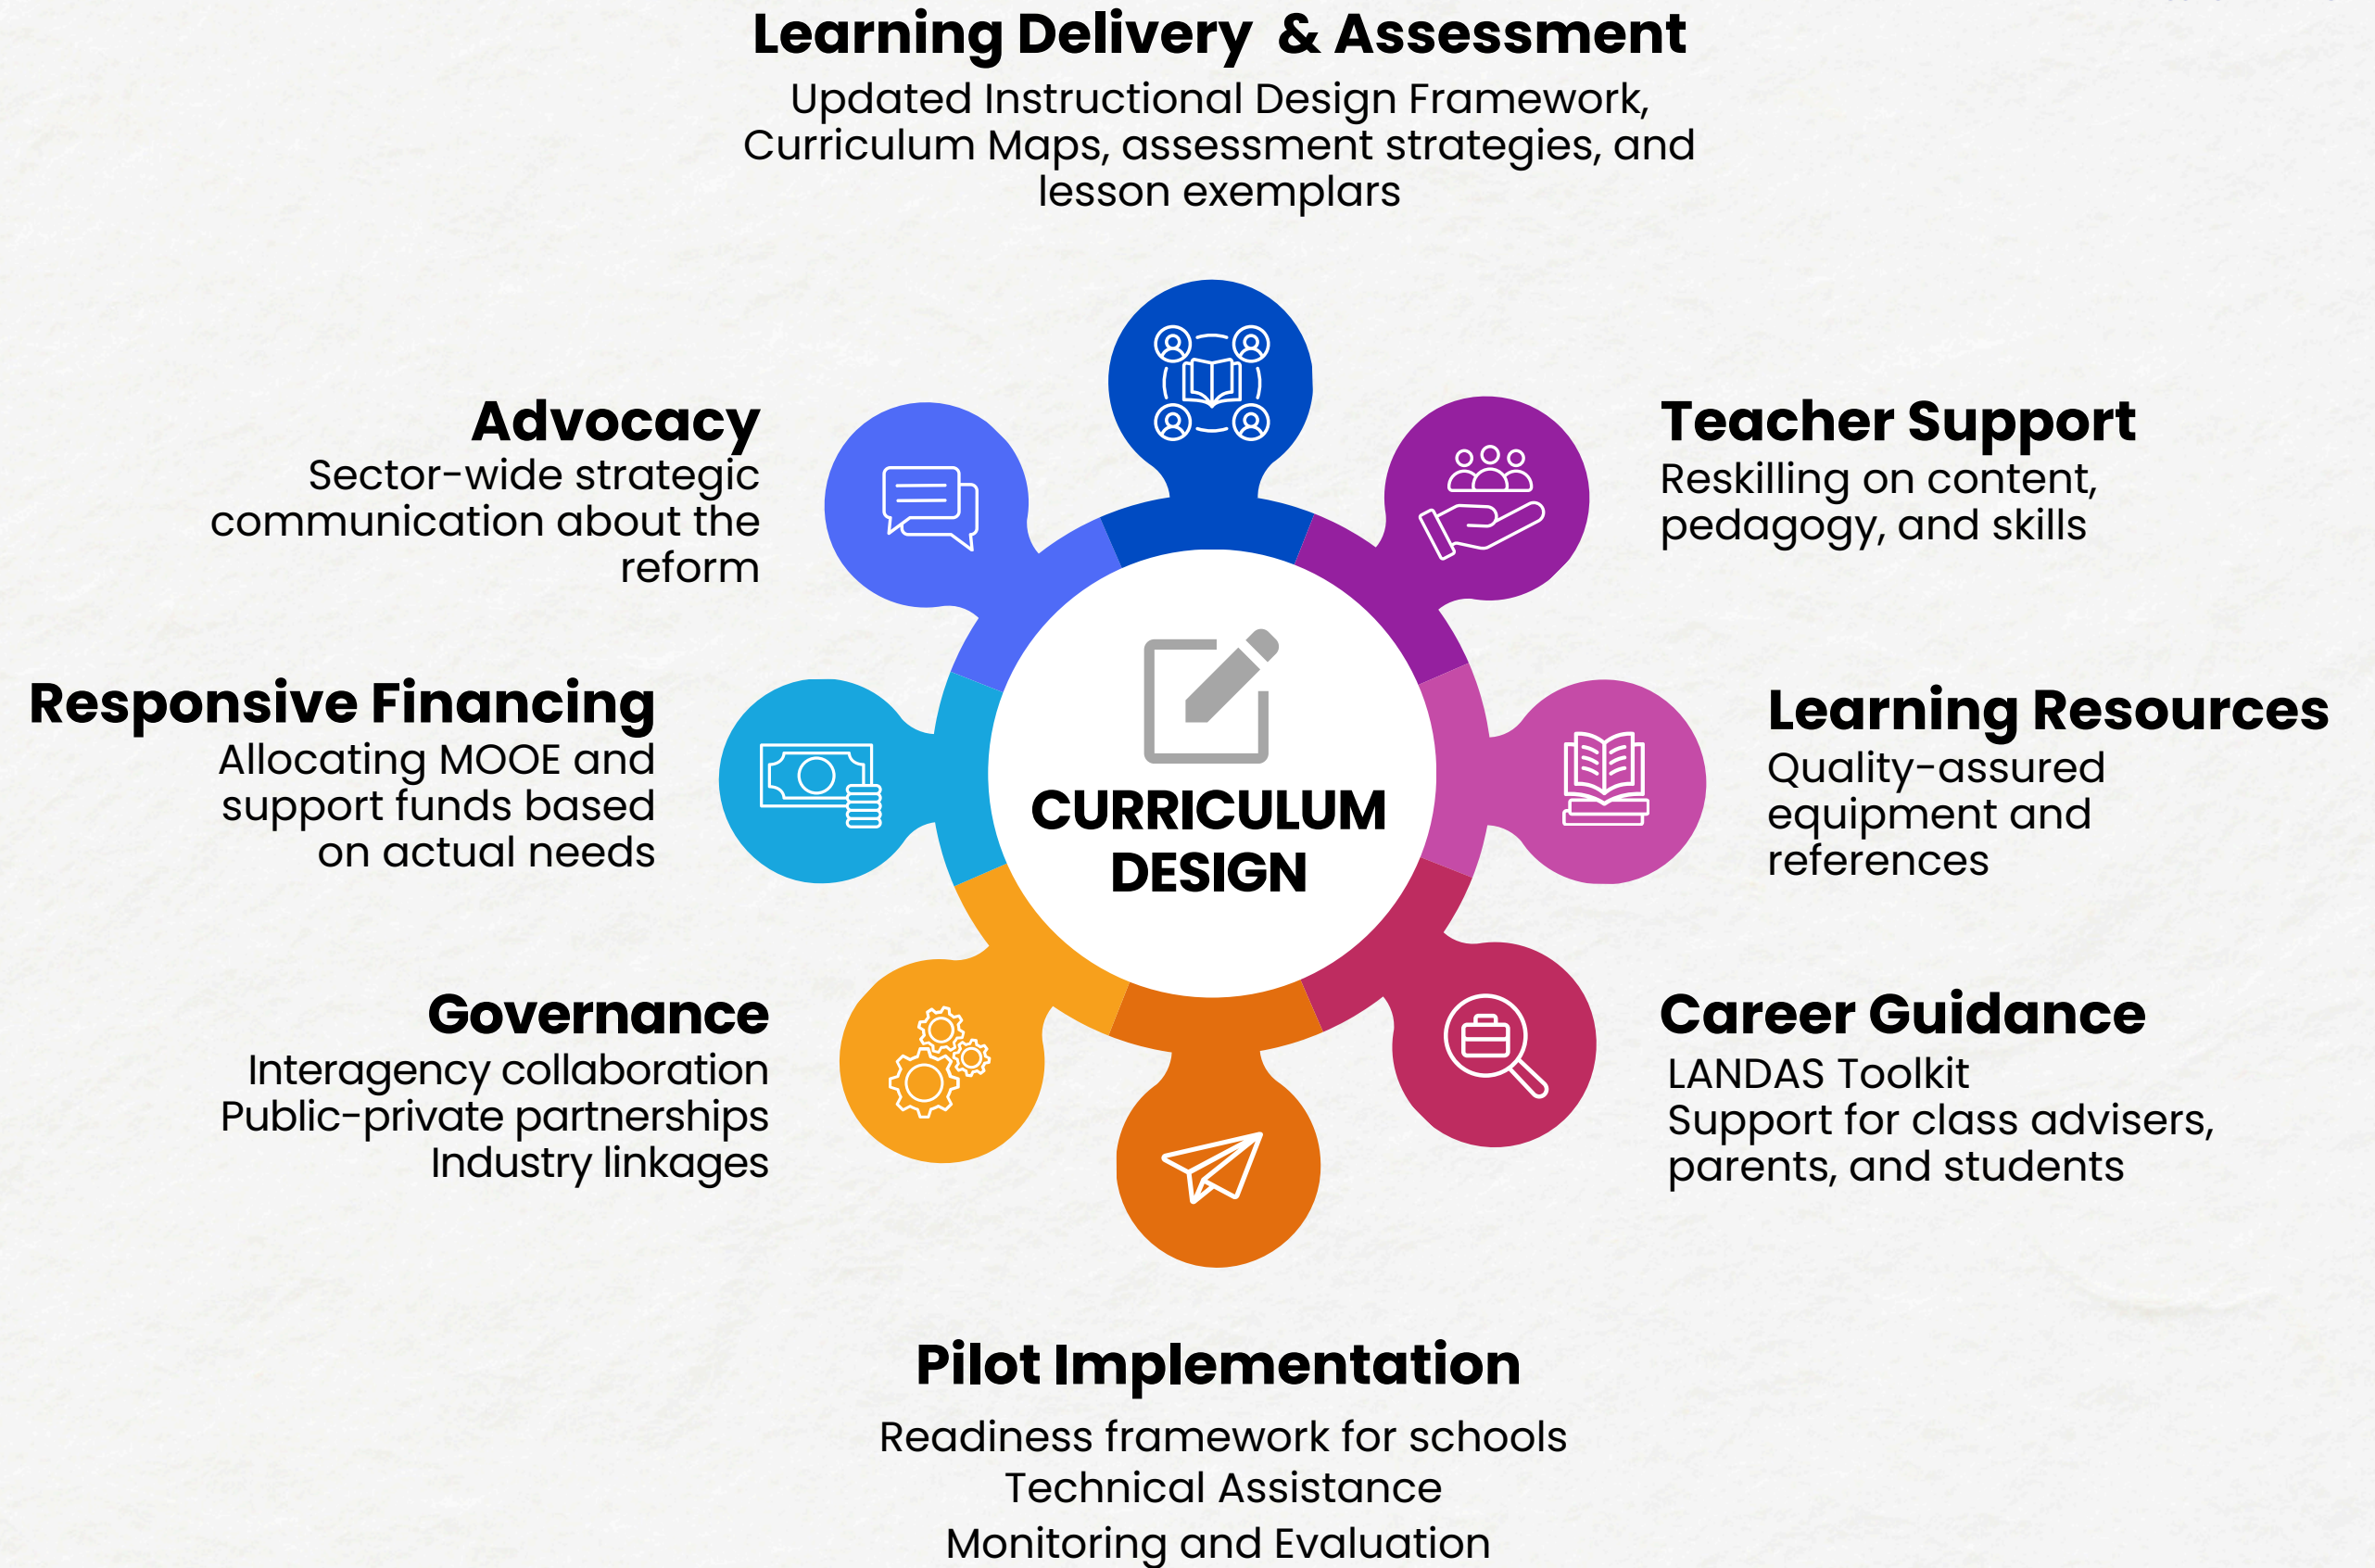 Learning Delivery & Assessment
Updated Instructional Design Framework,
Curriculum Maps, assessment strategies, and
lesson exemplars
Teacher Support
Reskilling on content,
pedagogy, and skills
Learning Resources
Quality-assured
equipment and
references
Career Guidance
LANDAS Toolkit
Support for class advisers,
parents, and students
Pilot Implementation
Readiness framework for schools
Technical Assistance
Monitoring and Evaluation
Governance
Interagency collaboration
Public-private partnerships
Industry linkages
Responsive Financing
Allocating MOOE and
support funds based
on actual needs
Advocacy
Sector-wide strategic
communication about the
reform
CURRICULUM
DESIGN